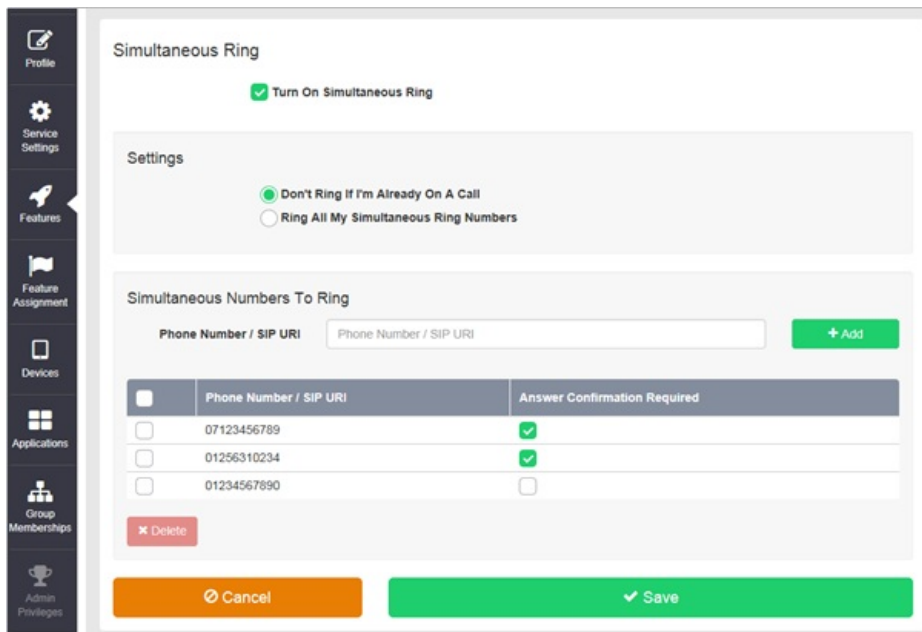 Profile
Service
Settings
Features
Feature
Assignment
Devices
Applications
Group
Memberships
Admin
Privileges
Simultaneous Ring
Turn On Simultaneous Ring
Settings
Don't Ring If I'm Already On A Call
Ring All My Simultaneous Ring Numbers
Simultaneous Numbers To Ring
Phone Number / SIP URI Phone Number / SIP URI + Add
Phone Number / SIP URI Answer Confirmation Required
07123456789
01256310234
01234567890
Delete
Cancel Save